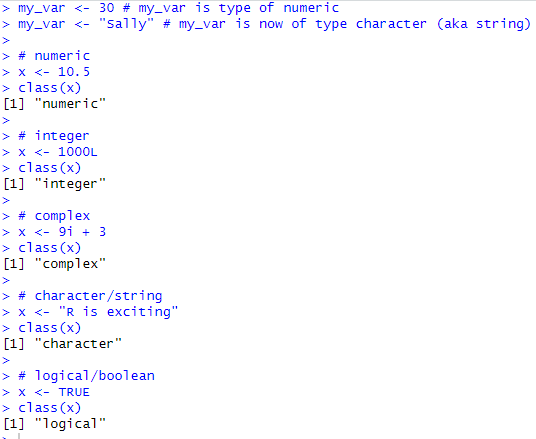 > my_var <- 30 # my_var is type of numeric
> my_var <- "Sally" # my_var is now of type character (aka string)
>
> # numeric
> x <- 10.5
> class(x)
[1] "numeric"
>
> # integer
> x <- 1000L
> class(x)
[1] "integer"
>
> # complex
> x <- 9i + 3
> class(x)
[1] "complex"
>
> # character/string
> x <- "R is exciting"
> class(x)
[1] "character"
>
> # logical/boolean
> x <- TRUE
> class(x)
[1] "logical"
>